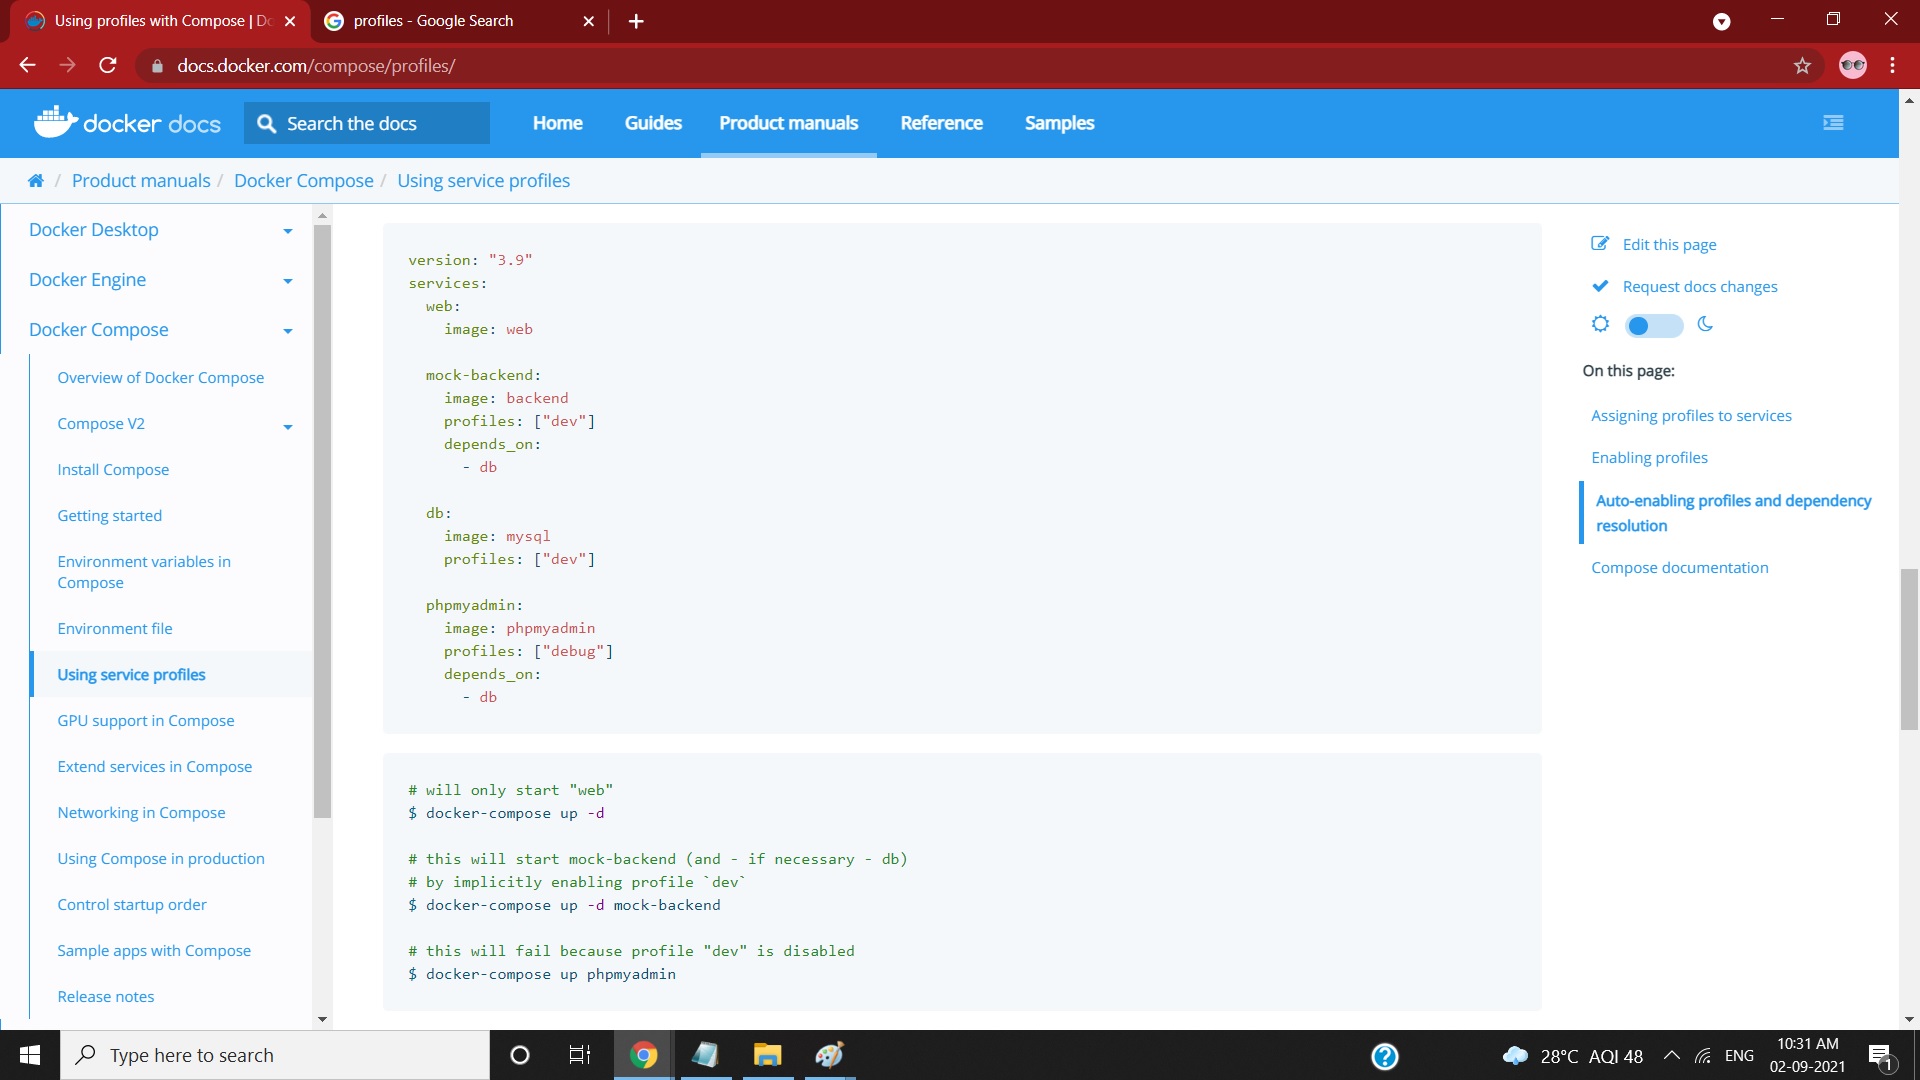 Using profiles with Compose | Do
profiles - Google Search
docs.docker.com/compose/profiles/
docker docs
Search the docs
Home
Guides
Product manuals
Reference
Samples
/ Product manuals / Docker Compose / Using service profiles
Docker Desktop
Docker Engine
Docker Compose
Overview of Docker Compose
Compose V2
Install Compose
Getting started
Environment variables in
Compose
Environment file
Using service profiles
GPU support in Compose
Extend services in Compose
Networking in Compose
Using Compose in production
Control startup order
Sample apps with Compose
Release notes
version: "3.9"
services:
  web:
    image: web

  mock-backend:
    image: backend
    profiles: ["dev"]
    depends_on:
      - db

  db:
    image: mysql
    profiles: ["dev"]

  phpmyadmin:
    image: phpmyadmin
    profiles: ["debug"]
    depends_on:
      - db
# will only start "web"
$ docker-compose up -d

# this will start mock-backend (and - if necessary - db)
# by implicitly enabling profile `dev`
$ docker-compose up -d mock-backend

# this will fail because profile "dev" is disabled
$ docker-compose up phpmyadmin
Edit this page
Request docs changes
On this page:
Assigning profiles to services
Enabling profiles
Auto-enabling profiles and dependency
resolution
Compose documentation
Type here to search
28°C AQI 48
ENG
10:31 AM
02-09-2021
1